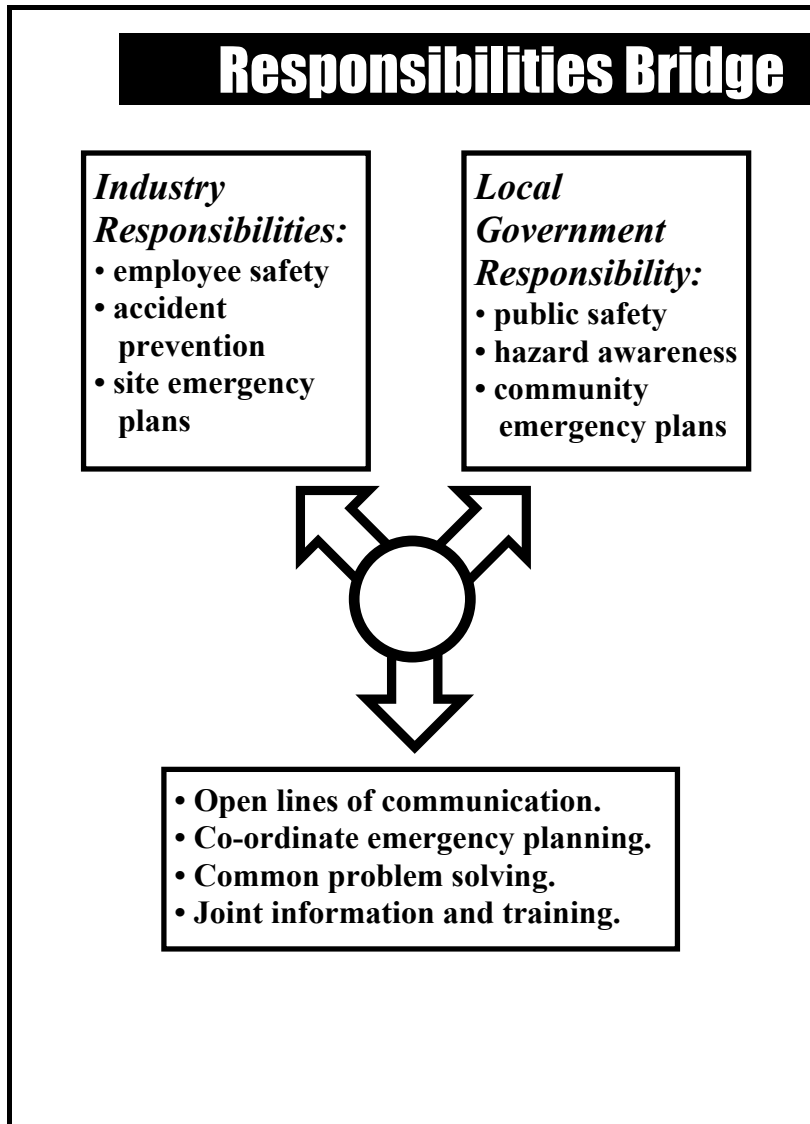 Responsibilities Bridge
Industry
Responsibilities:
• employee safety
• accident
prevention
• site emergency
plans
Local
Government
Responsibility:
• public safety
• hazard awareness
• community
emergency plans
• Open lines of communication.
• Co-ordinate emergency planning.
• Common problem solving.
• Joint information and training.